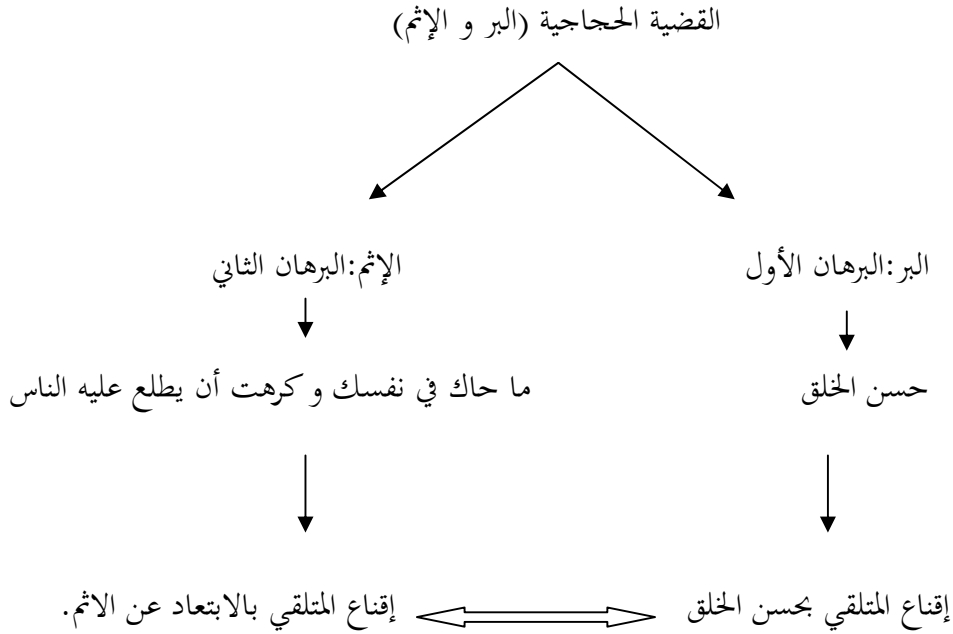 القضية الحجاجية (البر و الإثم)
البر :البرهان الأول
الإثم:البرهان الثاني
حسن الخلق
ما حاك في نفسك و كرهت أن يطلع عليه الناس
إقناع المتلقي بحسن الخلق
إقناع المتلقي بالابتعاد عن الاثم.